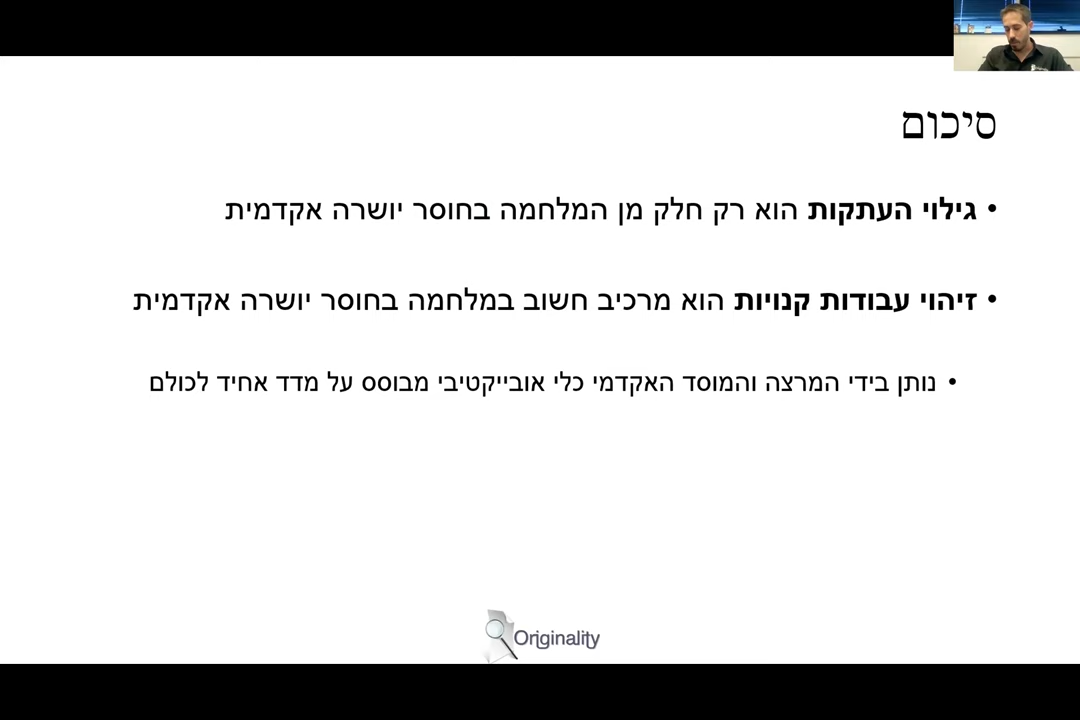 סיכום
• גילוי העתקות הוא רק חלק מן המלחמה בחוסר יושרה אקדמית
• זיהוי עבודות קנויות הוא מרכיב חשוב במלחמה בחוסר יושרה אקדמית
• נותן בידי המרצה והמוסד האקדמי כלי אובייקטיבי מבוסס על מדד אחיד לכולם
Originality